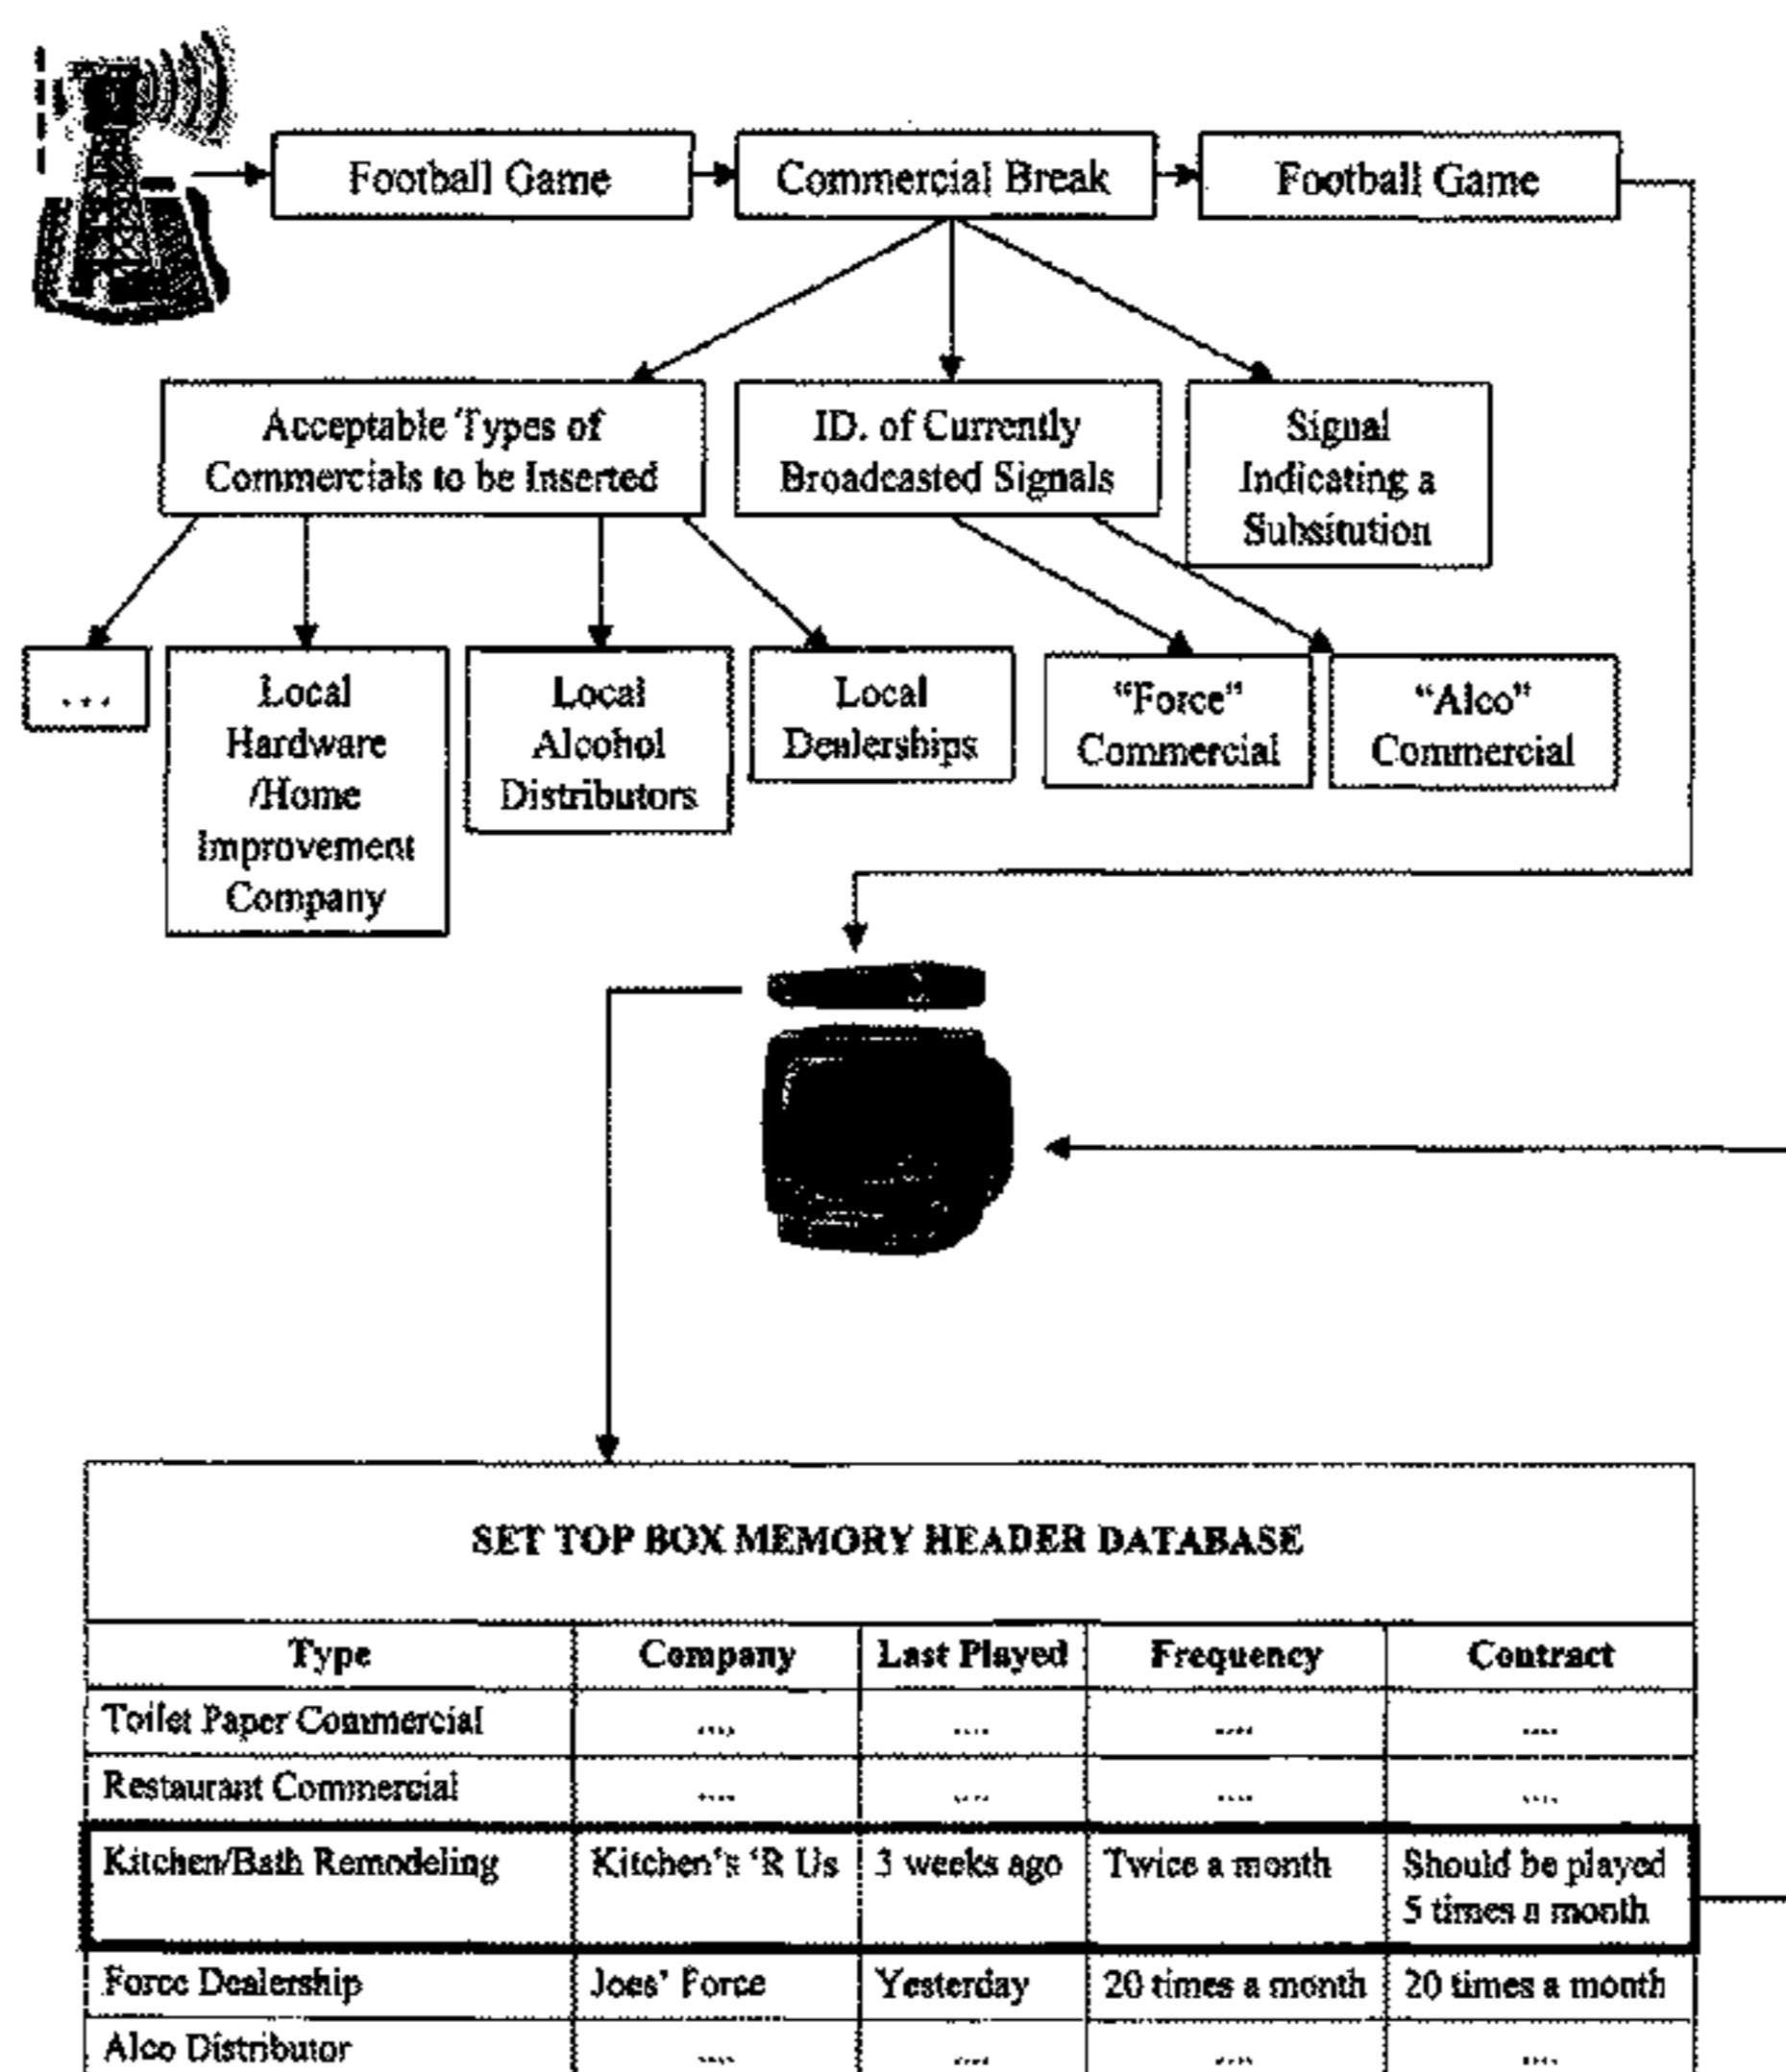 Football Game
Commercial Break
Football Game
Acceptable Types of
Commercials to be Inserted
ID. of Currently
Broadcasted Signals
Signal
Indicating a
Subsitution
. . .
Local
Hardware
/Home
Improvement
Company
Local
Alcohol
Distributors
Local
Dealerships
"Force"
Commercial
"Alco"
Commercial
SET TOP BOX MEMORY HEADER DATABASE
Type Company Last Played Frequency Contract
Toilet Paper Commercial .... .... .... ....
Restaurant Commercial .... .... .... ....
Kitchen/Bath Remodeling Kitchen's 'R Us 3 weeks ago Twice a month Should be played
5 times a month
Force Dealership Joes' Force Yesterday 20 times a month 20 times a month
Alco Distributor .... .... .... ....